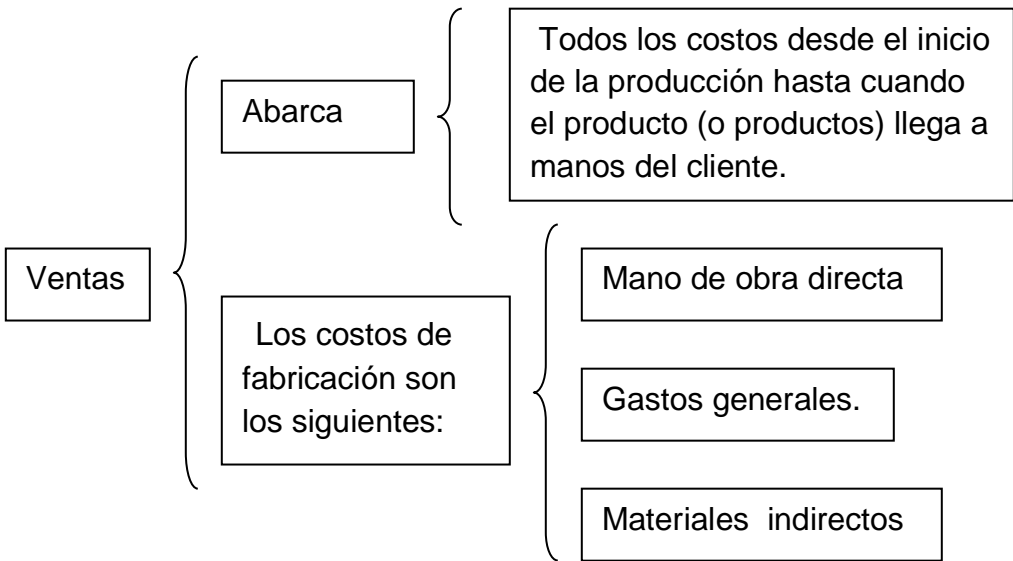 Todos los costos desde el inicio
de la producción hasta cuando
el producto (o productos) llega a
manos del cliente.
Abarca
Ventas
Mano de obra directa
Los costos de
fabricación son
los siguientes:
Gastos generales.
Materiales indirectos